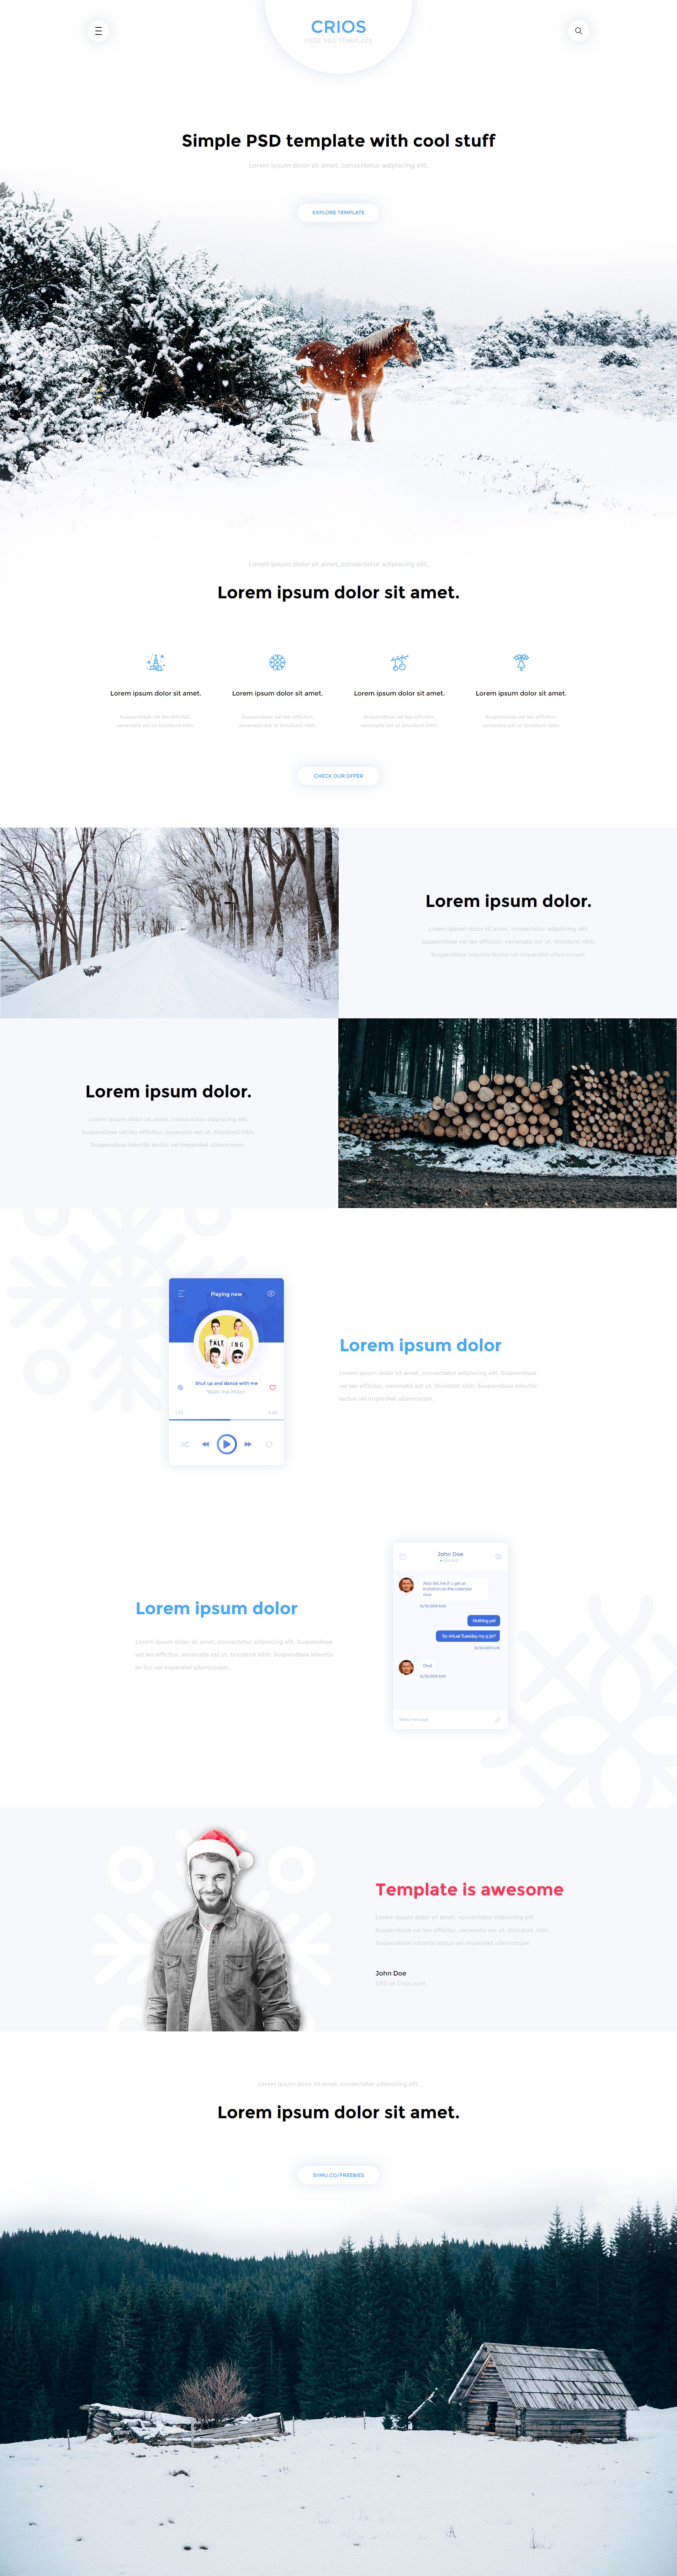 CRIOS
FREE PSD TEMPLATE
Simple PSD template with cool stuff
Lorem ipsum dolor sit amet, consectetur adipiscing elit.
EXPLORE TEMPLATE
Lorem ipsum dolor sit amet, consectetur adipiscing elit.
Lorem ipsum dolor sit amet.
Lorem ipsum dolor sit amet.
Suspendisse vel leo efficitur,
venenatis est ut tincidunt nibh.
Lorem ipsum dolor sit amet.
Suspendisse vel leo efficitur,
venenatis est ut tincidunt nibh.
Lorem ipsum dolor sit amet.
Suspendisse vel leo efficitur,
venenatis est ut tincidunt nibh.
Lorem ipsum dolor sit amet.
Suspendisse vel leo efficitur,
venenatis est ut tincidunt nibh.
CHECK OUR OFFER
Lorem ipsum dolor.
Lorem ipsum dolor sit amet, consectetur adipiscing elit.
Suspendisse vel leo efficitur, venenatis est ut, tincidunt nibh.
Suspendisse lobortis lectus vel imperdiet ullamcorper.
Lorem ipsum dolor.
Lorem ipsum dolor sit amet, consectetur adipiscing elit.
Suspendisse vel leo efficitur, venenatis est ut, tincidunt nibh.
Suspendisse lobortis lectus vel imperdiet ullamcorper.
Playing now
TALK ING
Shut up and dance with me
Walk the Moon
Lorem ipsum dolor
Lorem ipsum dolor sit amet, consectetur adipiscing elit. Suspendisse
vel leo efficitur, venenatis est ut, tincidunt nibh. Suspendisse lobortis
lectus vel imperdiet ullamcorper.
Lorem ipsum dolor
Lorem ipsum dolor sit amet, consectetur adipiscing elit. Suspendisse
vel leo efficitur, venenatis est ut, tincidunt nibh. Suspendisse lobortis
lectus vel imperdiet ullamcorper.
John Doe
ONLINE
Also tell me if u get an
invitation on the calendar
now.
Nothing yet
So virtual Tuesday my 9.30?
Deal
Send message
Template is awesome
Lorem ipsum dolor sit amet, consectetur adipiscing elit.
Suspendisse vel leo efficitur, venenatis est ut, tincidunt nibh.
Suspendisse lobortis lectus vel imperdiet ullamcorper.
John Doe
CEO at Crios.com
Lorem ipsum dolor sit amet, consectetur adipiscing elit.
Lorem ipsum dolor sit amet.
SYMU.CO/FREEBIES